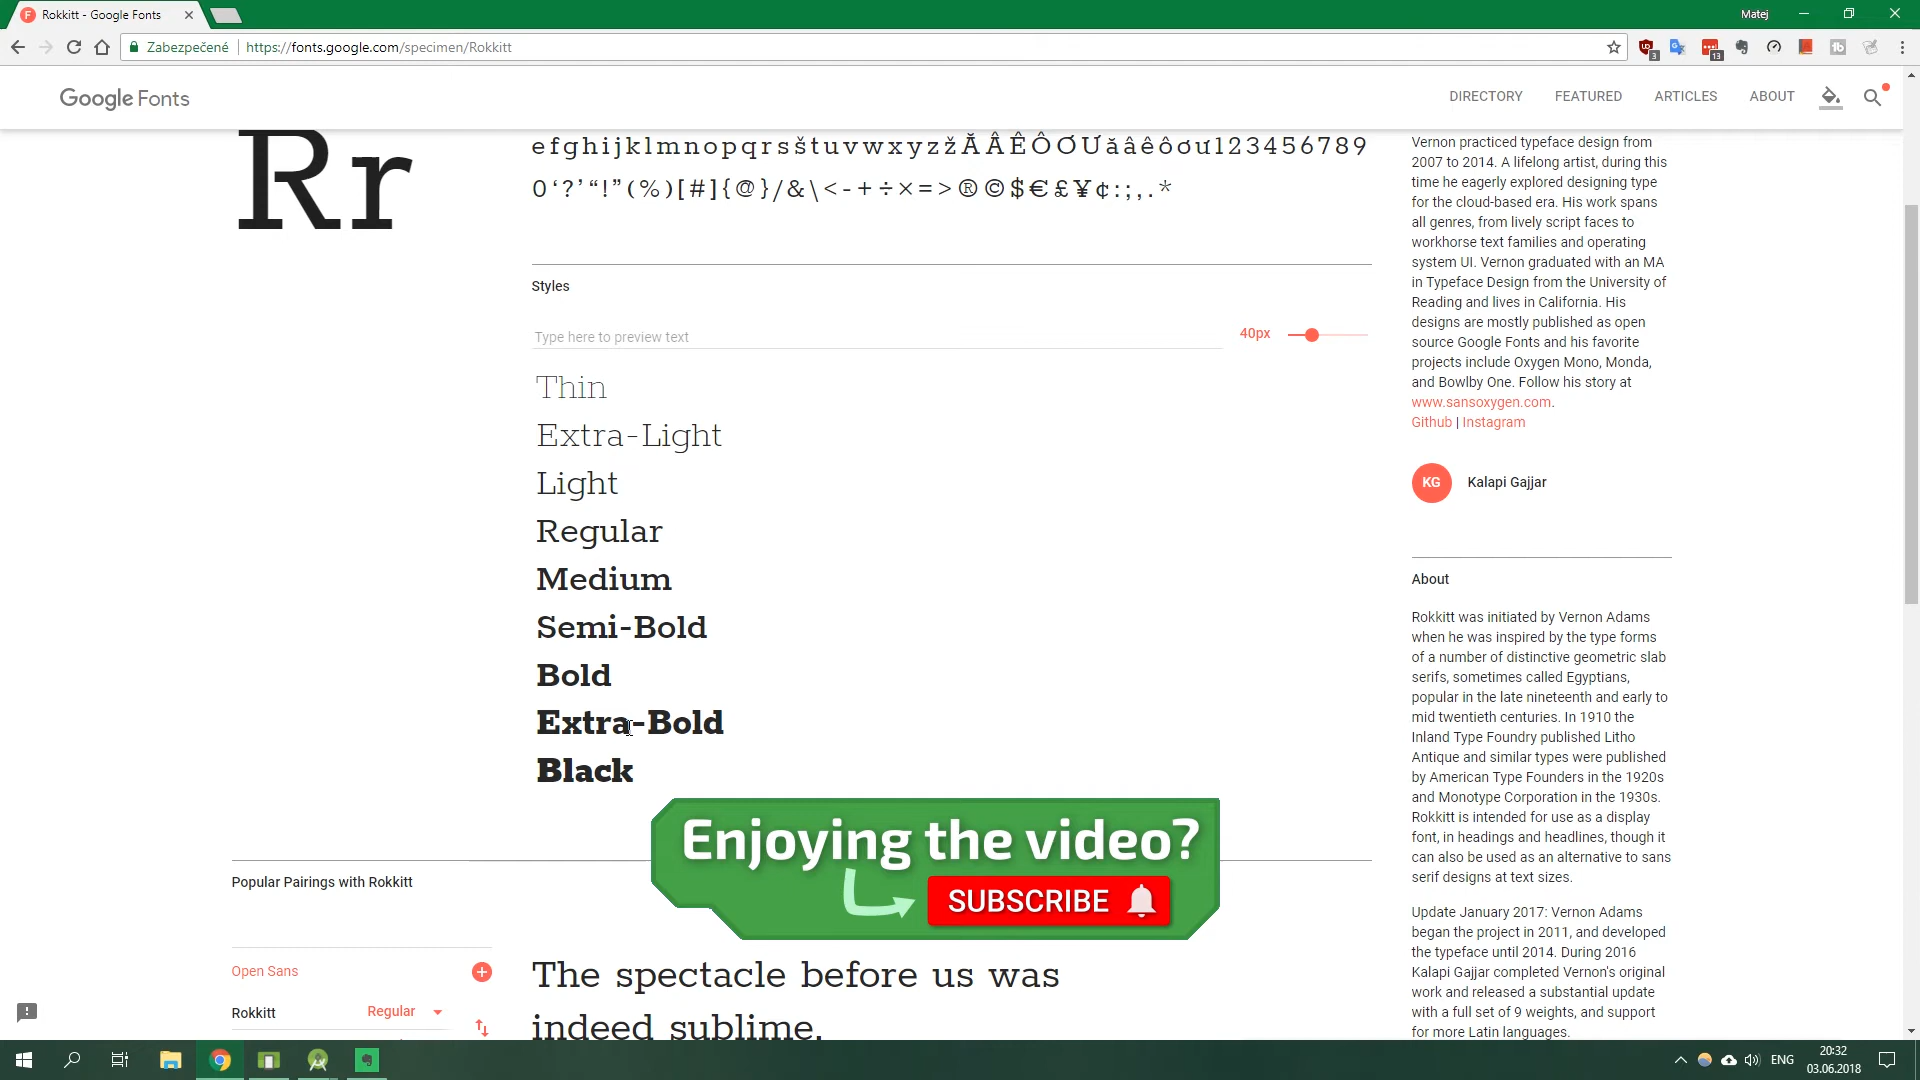 Rokkitt - Google Fonts
Matej
Zabezpečené
https://fonts.google.com/specimen/Rokkitt
3
13
Google Fonts
DIRECTORY
FEATURED
ARTICLES
ABOUT
Rr
efghijklmnopqrsštuvwxyzžĂÂÊÔƠƯăâêôơư123456789
0‘?’“!”(%)[#]{@}/&\<-+÷×=>®©$€£¥¢:;,.*
Styles
Type here to preview text
40px
Thin
Extra-Light
Light
Regular
Medium
Semi-Bold
Bold
Extra-Bold
Black
Enjoying the video?
SUBSCRIBE
Popular Pairings with Rokkitt
Open Sans
Rokkitt
Regular
The spectacle before us was
indeed sublime.
Vernon practiced typeface design from
2007 to 2014. A lifelong artist, during this
time he eagerly explored designing type
for the cloud-based era. His work spans
all genres, from lively script faces to
workhorse text families and operating
system UI. Vernon graduated with an MA
in Typeface Design from the University of
Reading and lives in California. His
designs are mostly published as open
source Google Fonts and his favorite
projects include Oxygen Mono, Monda,
and Bowlby One. Follow his story at
www.sansoxygen.com.
Github | Instagram
KG
Kalapi Gajjar
About
Rokkitt was initiated by Vernon Adams
when he was inspired by the type forms
of a number of distinctive geometric slab
serifs, sometimes called Egyptians,
popular in the late nineteenth and early to
mid twentieth centuries. In 1910 the
Inland Type Foundry published Litho
Antique and similar types were published
by American Type Founders in the 1920s
and Monotype Corporation in the 1930s.
Rokkitt is intended for use as a display
font, in headings and headlines, though it
can also be used as an alternative to sans
serif designs at text sizes.
Update January 2017: Vernon Adams
began the project in 2011, and developed
the typeface until 2014. During 2016
Kalapi Gajjar completed Vernon's original
work and released a substantial update
with a full set of 9 weights, and support
for more Latin languages.
ENG
20:32
03.06.2018